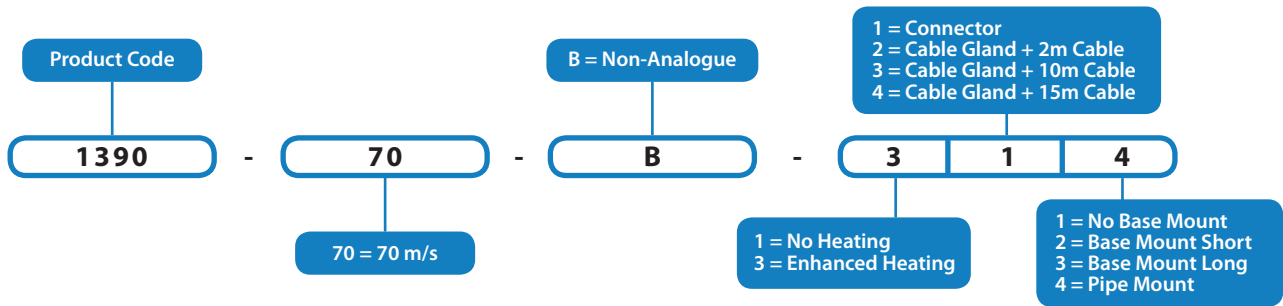 Product Code
B = Non-Analogue
1 = Connector
2 = Cable Gland + 2m Cable
3 = Cable Gland + 10m Cable
4 = Cable Gland + 15m Cable
1390 - 70 - B - 3 1 4
70 = 70 m/s
1 = No Heating
3 = Enhanced Heating
1 = No Base Mount
2 = Base Mount Short
3 = Base Mount Long
4 = Pipe Mount